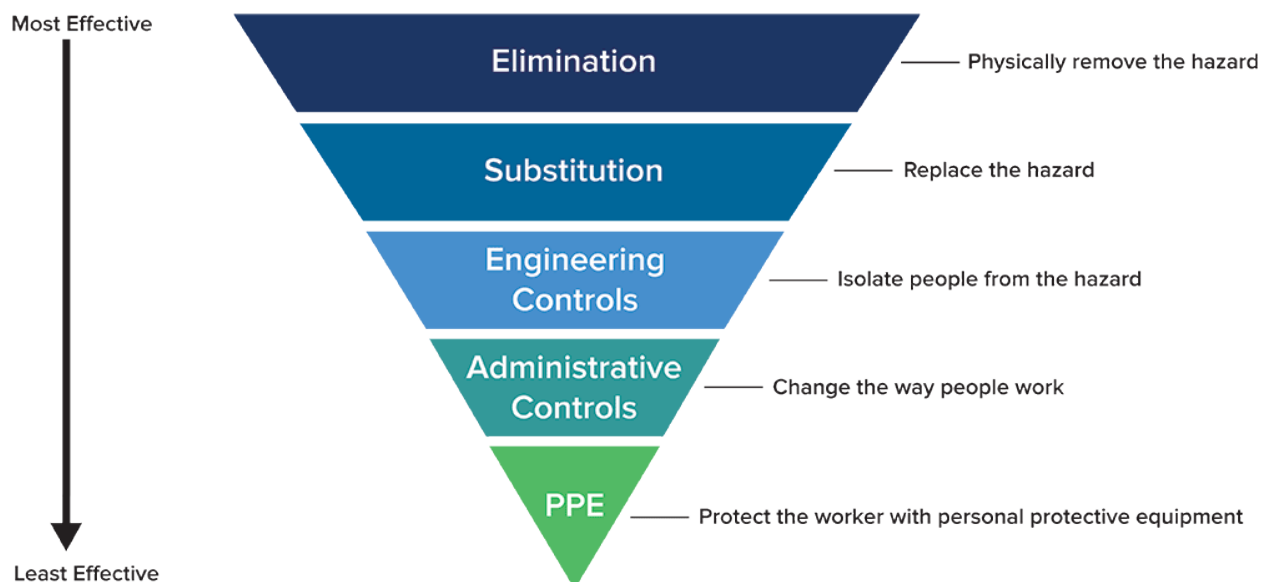 Most Effective
Elimination
Physically remove the hazard
Substitution
Replace the hazard
Engineering
Controls
Isolate people from the hazard
Administrative
Controls
Change the way people work
PPE
Protect the worker with personal protective equipment
Least Effective